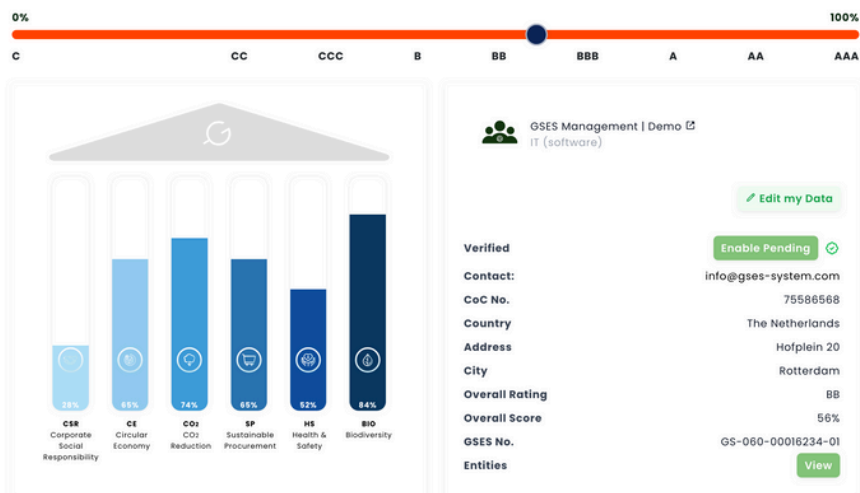 0% 100%
C CC CCC B BB BBB A AA AAA
GSES Management | Demo
IT (software)
Edit my Data
Verified Enable Pending
Contact: info@gses-system.com
CoC No. 75586568
Country The Netherlands
Address Hofplein 20
City Rotterdam
Overall Rating BB
Overall Score 56%
GSES No. GS-060-00016234-01
Entities View
28% 65% 74% 65% 52% 84%
CSR CE CO₂ SP HS BIO
Corporate Social Responsibility
Circular Economy
CO₂ Reduction
Sustainable Procurement
Health & Safety
Biodiversity